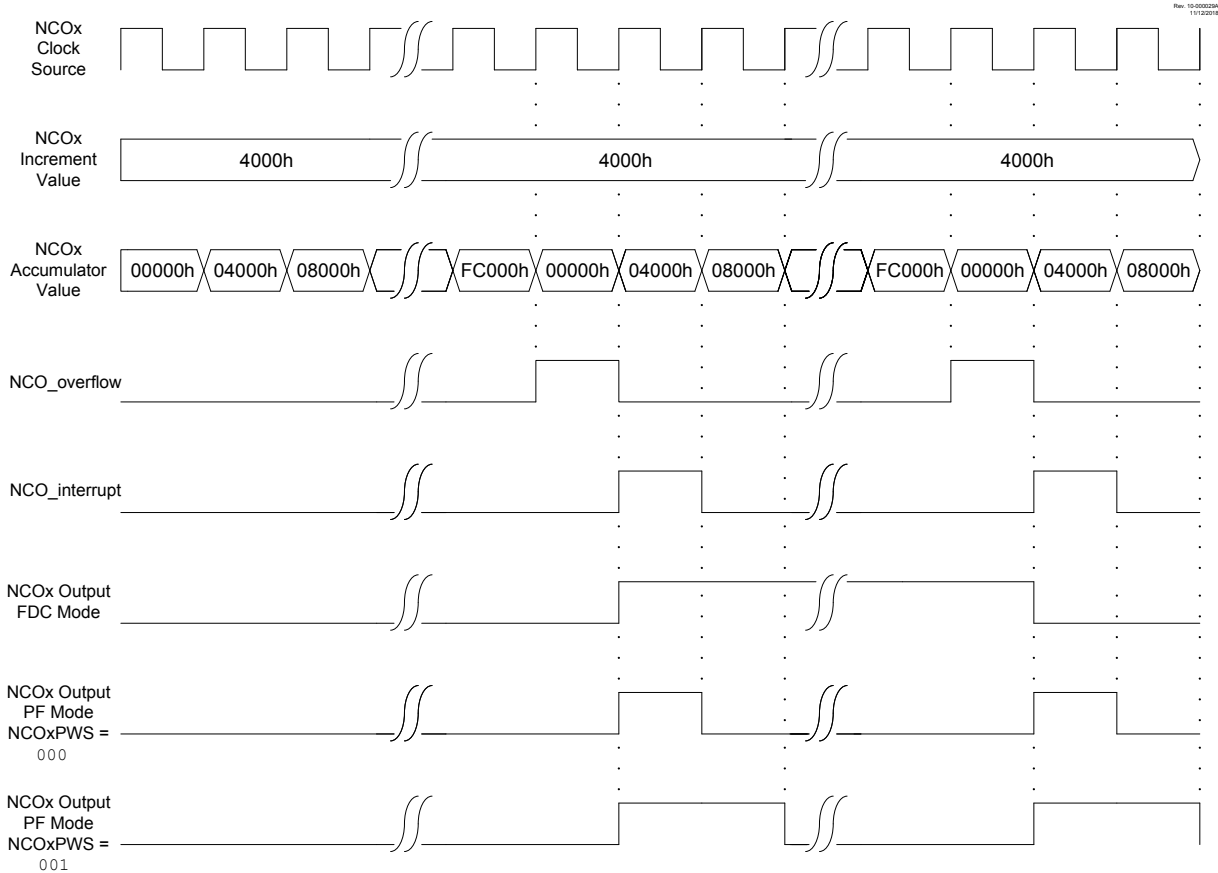 Rev. 10-000029A
11/12/2018
NCOx
Clock
Source
NCOx
Increment
Value
4000h
4000h
4000h
NCOx
Accumulator
Value
00000h 04000h 08000h FC000h 00000h 04000h 08000h FC000h 00000h 04000h 08000h
NCO_overflow
NCO_interrupt
NCOx Output
FDC Mode
NCOx Output
PF Mode
NCOxPWS =
000
NCOx Output
PF Mode
NCOxPWS =
001